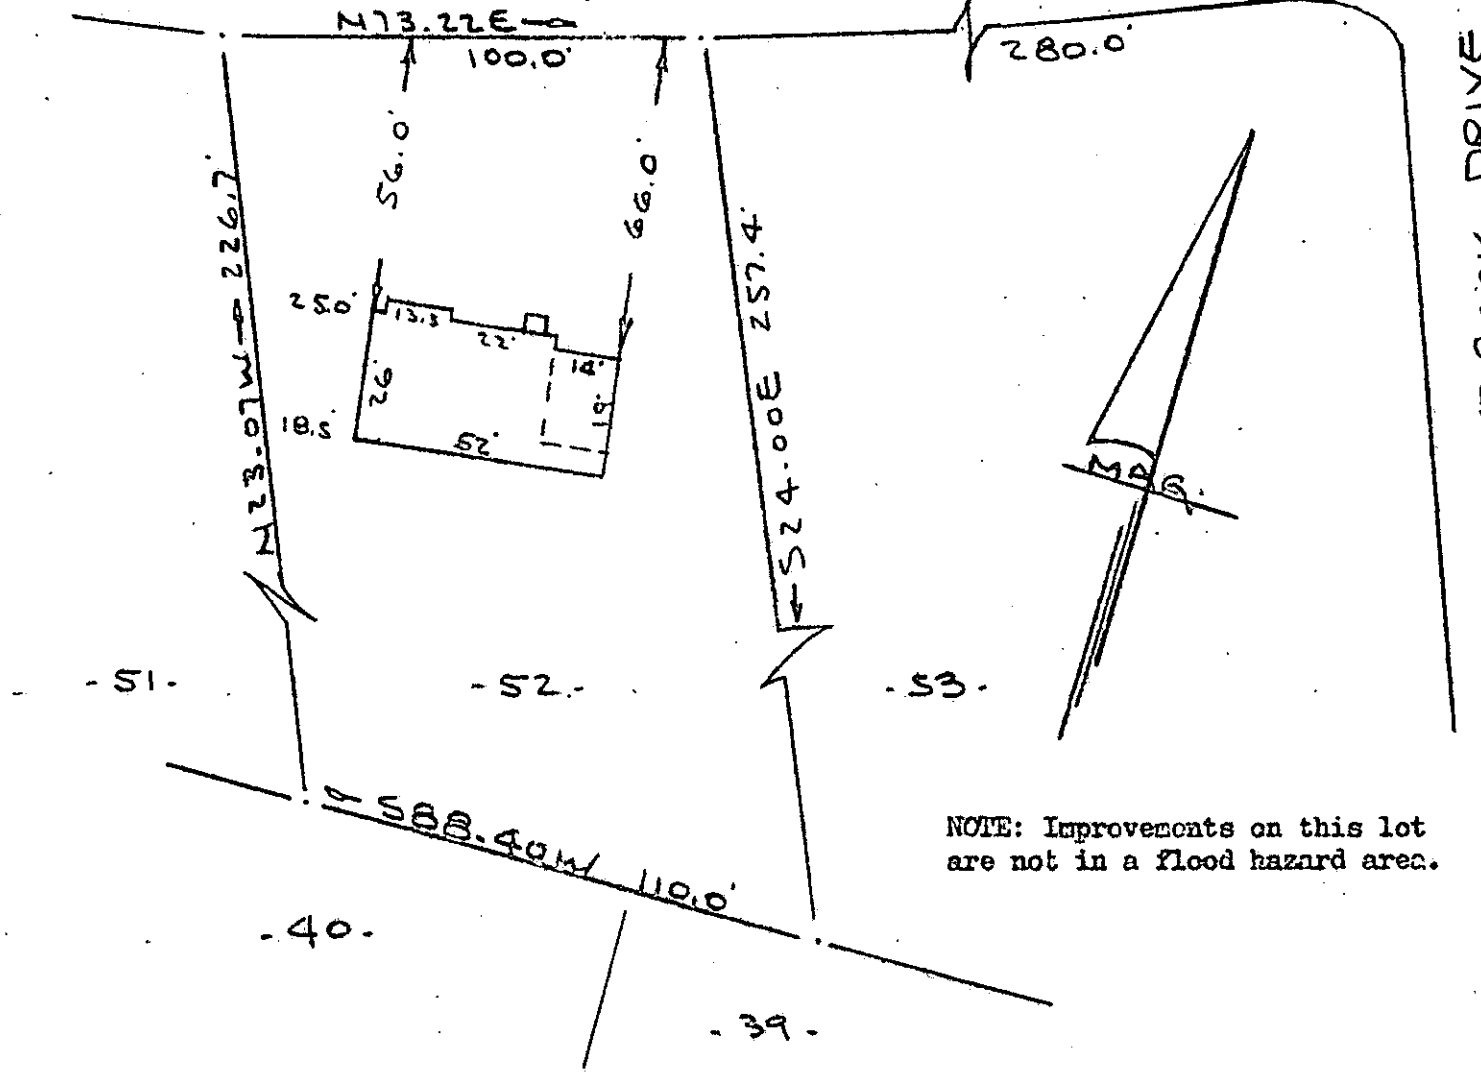 N73.22E
100.0'
280.0'
DRIVE
56.0'
66.0'
N23.07W 226.7'
S24.00E 257.4'
25.0'
13.5
22'
14'
26'
19'
18.5'
52'
MAG.
-51.
-52.-
-53-
S88.40W 110.0'
NOTE: Improvements on this lot
are not in a flood hazard area.
-40-
-39-